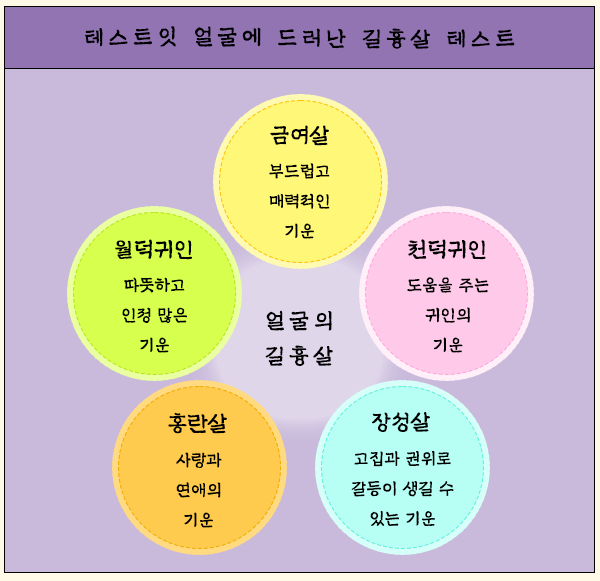 테스트잇 얼굴에 드러난 길흉살 테스트
금여살
부드럽고
매력적인
기운
월덕귀인
따뜻하고
인정 많은
기운
천덕귀인
도움을 주는
귀인의
기운
얼굴의
길흉살
홍란살
사랑과
연애의
기운
장성살
고집과 권위로
갈등이 생길 수
있는 기운